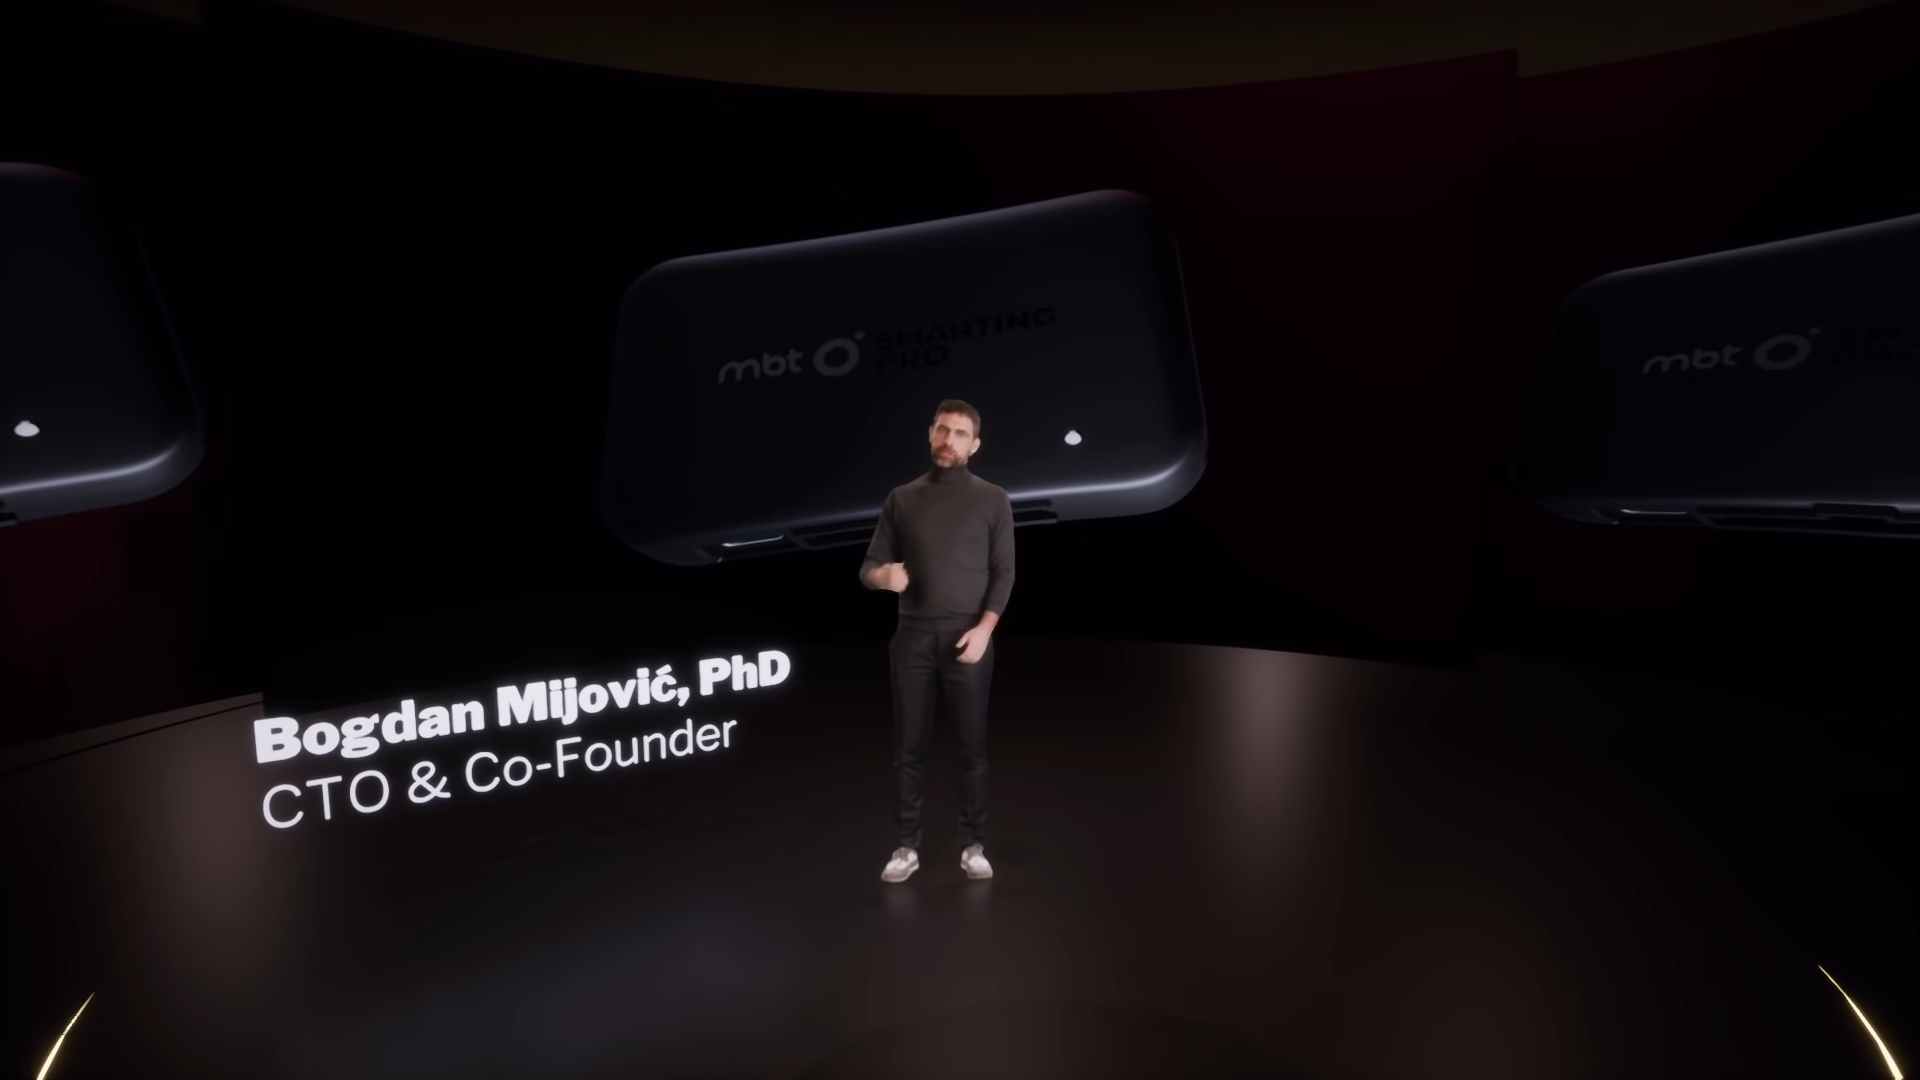 mbt SMARTING
PRO
mbt
Bogdan Mijović, PhD
CTO & Co-Founder